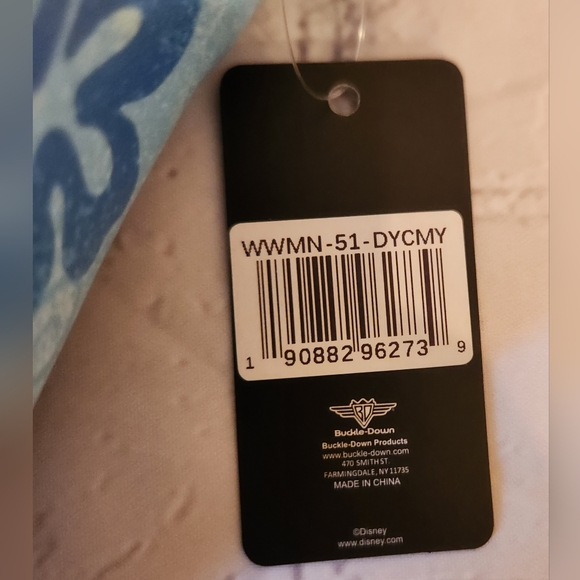 WWMN-51-DYCMY
1 90882 96273 9
BD
Buckle-Down
Buckle-Down Products
www.buckle-down.com
470 SMITH ST.
FARMINGDALE, NY 11735
MADE IN CHINA
©Disney
www.disney.com